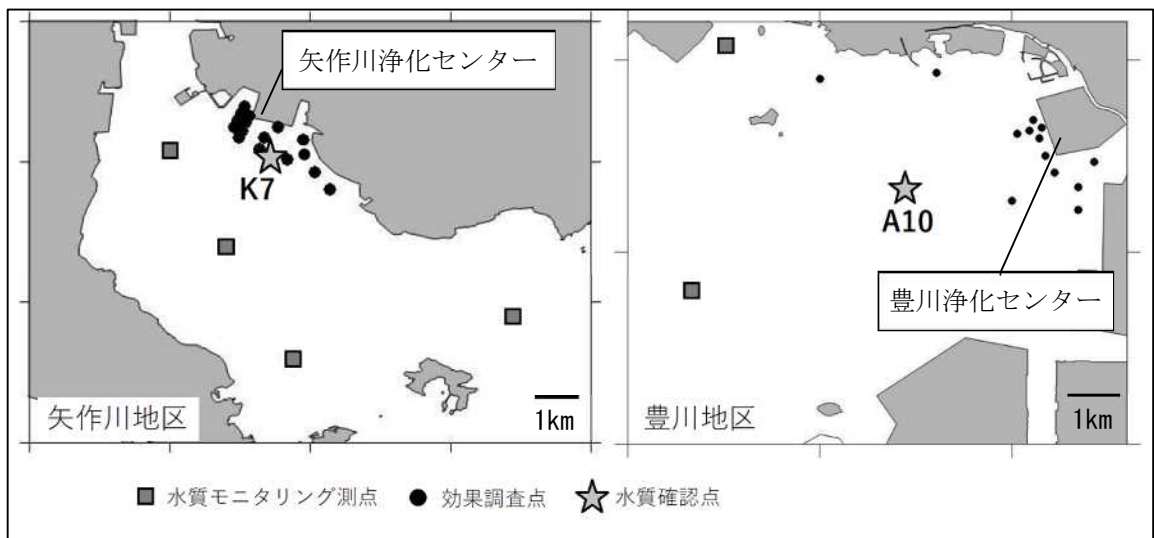 矢作川浄化センター
K7
矢作川地区
1km
A10
豊川浄化センター
豊川地区
1km
水質モニタリング測点
効果調査点
水質確認点